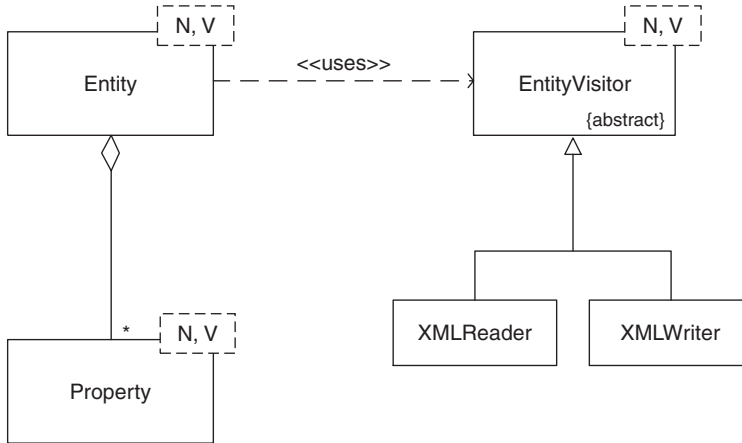 N, V
N, V
Entity
<<uses>>
EntityVisitor
{abstract}
*
N, V
XMLReader
XMLWriter
Property